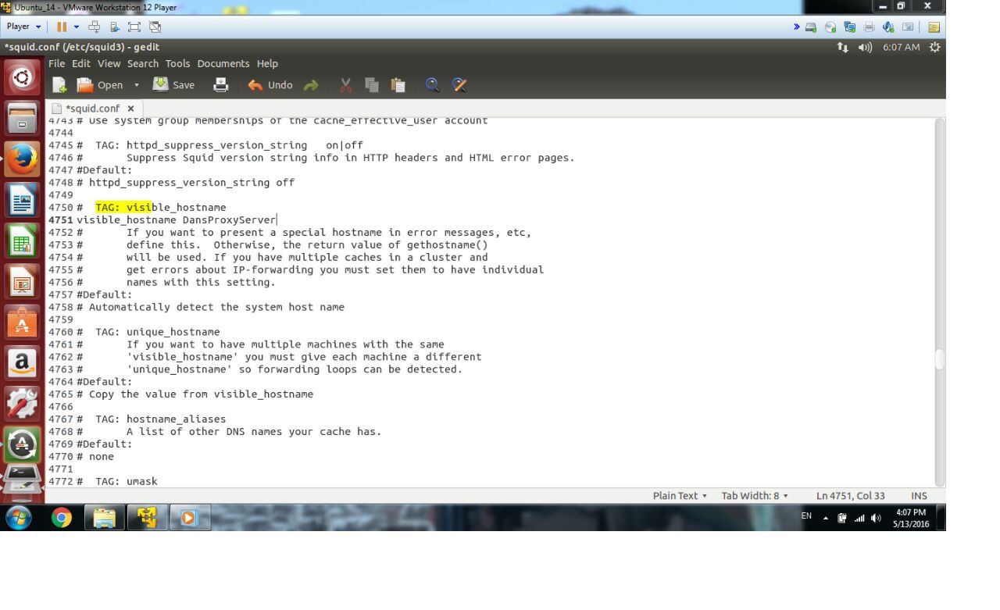 Ubuntu_14 - VMware Workstation 12 Player
Player
*squid.conf (/etc/squid3) - gedit
6:07 AM
File Edit View Search Tools Documents Help
Open Save Undo
*squid.conf ×
4743 # Use system group memberships of the cache_effective_user account
4744
4745 #  TAG: httpd_suppress_version_string   on|off
4746 #       Suppress Squid version string info in HTTP headers and HTML error pages.
4747 #Default:
4748 # httpd_suppress_version_string off
4749
4750 #  TAG: visible_hostname
4751 visible_hostname DansProxyServer
4752 #       If you want to present a special hostname in error messages, etc,
4753 #       define this.  Otherwise, the return value of gethostname()
4754 #       will be used. If you have multiple caches in a cluster and
4755 #       get errors about IP-forwarding you must set them to have individual
4756 #       names with this setting.
4757 #Default:
4758 # Automatically detect the system host name
4759
4760 #  TAG: unique_hostname
4761 #       If you want to have multiple machines with the same
4762 #       'visible_hostname' you must give each machine a different
4763 #       'unique_hostname' so forwarding loops can be detected.
4764 #Default:
4765 # Copy the value from visible_hostname
4766
4767 #  TAG: hostname_aliases
4768 #       A list of other DNS names your cache has.
4769 #Default:
4770 # none
4771
4772 #  TAG: umask
Plain Text Tab Width: 8 Ln 4751, Col 33 INS
EN 4:07 PM
5/13/2016